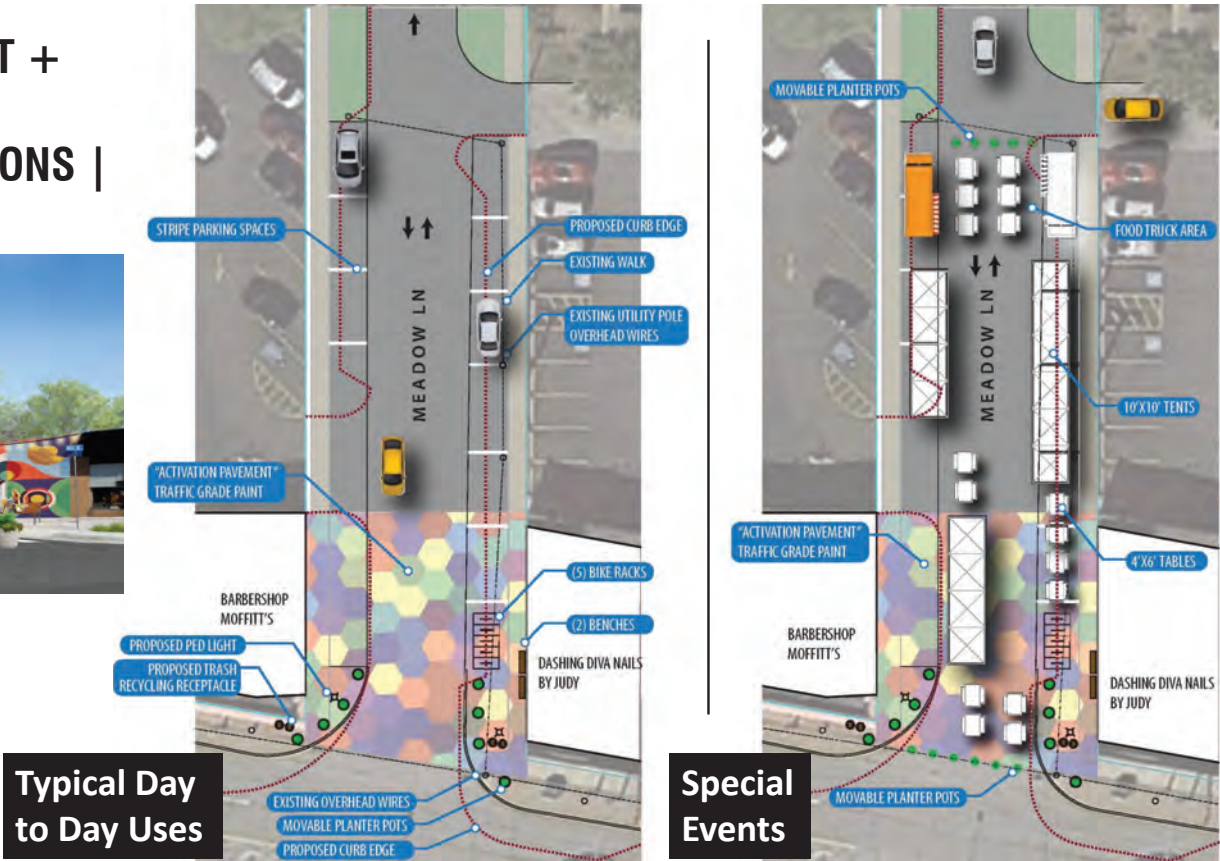 T +
ONS |
STRIPE PARKING SPACES
MEADOW LN
PROPOSED CURB EDGE
EXISTING WALK
EXISTING UTILITY POLE
OVERHEAD WIRES
"ACTIVATION PAVEMENT"
TRAFFIC GRADE PAINT
(5) BIKE RACKS
BARBERSHOP
MOFFITT'S
(2) BENCHES
PROPOSED PED LIGHT
DASHING DIVA NAILS
BY JUDY
PROPOSED TRASH
RECYCLING RECEPTACLE
EXISTING OVERHEAD WIRES
MOVABLE PLANTER POTS
PROPOSED CURB EDGE
Typical Day
to Day Uses
MOVABLE PLANTER POTS
FOOD TRUCK AREA
MEADOW LN
10'X10' TENTS
"ACTIVATION PAVEMENT"
TRAFFIC GRADE PAINT
4'X6' TABLES
BARBERSHOP
MOFFITT'S
DASHING DIVA NAILS
BY JUDY
MOVABLE PLANTER POTS
Special
Events